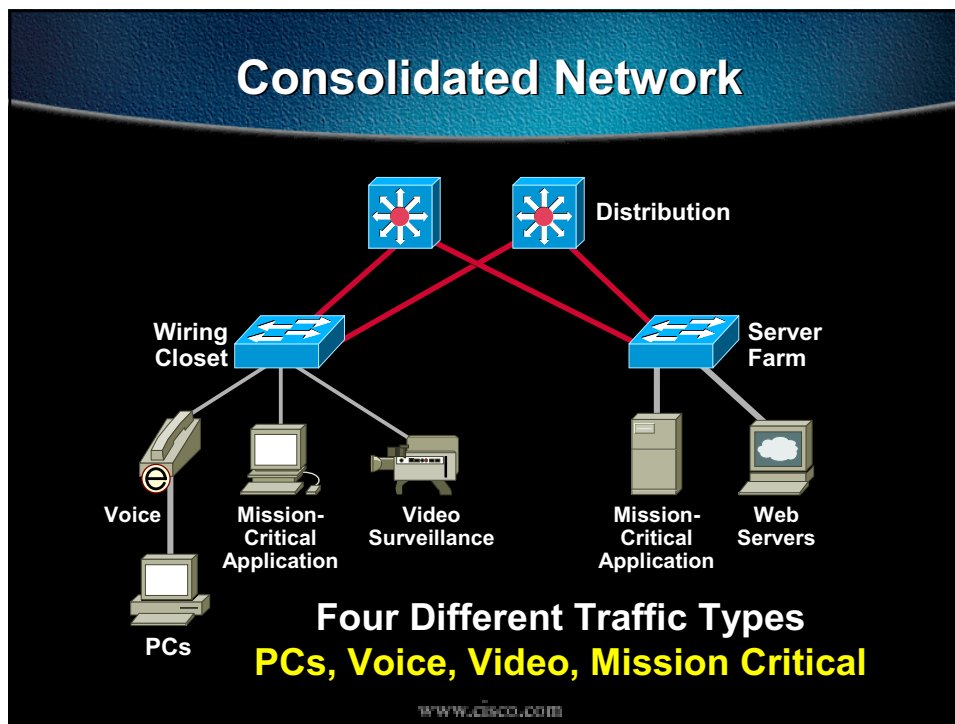 Consolidated Network
Distribution
Wiring
Closet
Server
Farm
e
Voice
Mission-
Critical
Application
Video
Surveillance
Mission-
Critical
Application
Web
Servers
PCs
Four Different Traffic Types
PCs, Voice, Video, Mission Critical
www.cisco.com